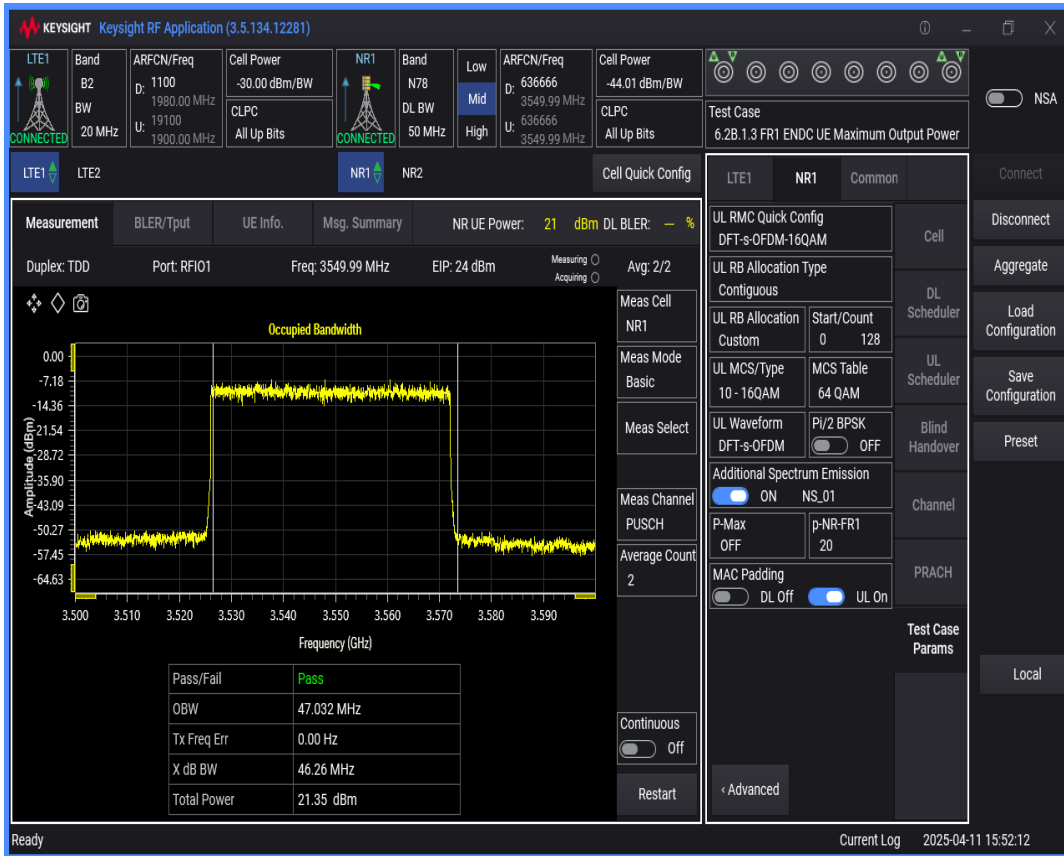 KEYSIGHT Keysight RF Application (3.5.134.12281)
LTE1 Band ARFCN/Freq Cell Power NR1 Band Low ARFCN/Freq Cell Power
B2 D: 1100 -30.00 dBm/BW N78 D: 636666 -44.01 dBm/BW
1980.00 MHz 3549.99 MHz
BW CLPC DL BW Mid CLPC
U: 19100 U: 636666
CONNECTED 20 MHz 1900.00 MHz All Up Bits CONNECTED 50 MHz High 3549.99 MHz All Up Bits
Test Case
6.2B.1.3 FR1 ENDC UE Maximum Output Power
NSA
LTE1 LTE2 NR1 NR2 Cell Quick Config
LTE1 NR1 Common
Connect
Disconnect
Aggregate
Load Configuration
Save Configuration
Preset
Local
Measurement BLER/Tput UE Info. Msg. Summary NR UE Power: 21 dBm DL BLER: — %
Duplex: TDD Port: RFIO1 Freq: 3549.99 MHz EIP: 24 dBm Measuring Acquiring Avg: 2/2
Occupied Bandwidth
Amplitude (dBm)
0.00
-7.18
-14.36
-21.54
-28.72
-35.90
-43.09
-50.27
-57.45
-64.63
3.500 3.510 3.520 3.530 3.540 3.550 3.560 3.570 3.580 3.590
Frequency (GHz)
Pass/Fail Pass
OBW 47.032 MHz
Tx Freq Err 0.00 Hz
X dB BW 46.26 MHz
Total Power 21.35 dBm
Meas Cell
NR1
Meas Mode
Basic
Meas Select
Meas Channel
PUSCH
Average Count
2
Continuous
Off
Restart
UL RMC Quick Config
DFT-s-OFDM-16QAM
UL RB Allocation Type
Contiguous
UL RB Allocation Start/Count
Custom 0 128
UL MCS/Type MCS Table
10 - 16QAM 64 QAM
UL Waveform Pi/2 BPSK
DFT-s-OFDM OFF
Additional Spectrum Emission
ON NS_01
P-Max p-NR-FR1
OFF 20
MAC Padding
DL Off UL On
< Advanced
Cell
DL Scheduler
UL Scheduler
Blind Handover
Channel
PRACH
Test Case Params
Ready Current Log 2025-04-11 15:52:12